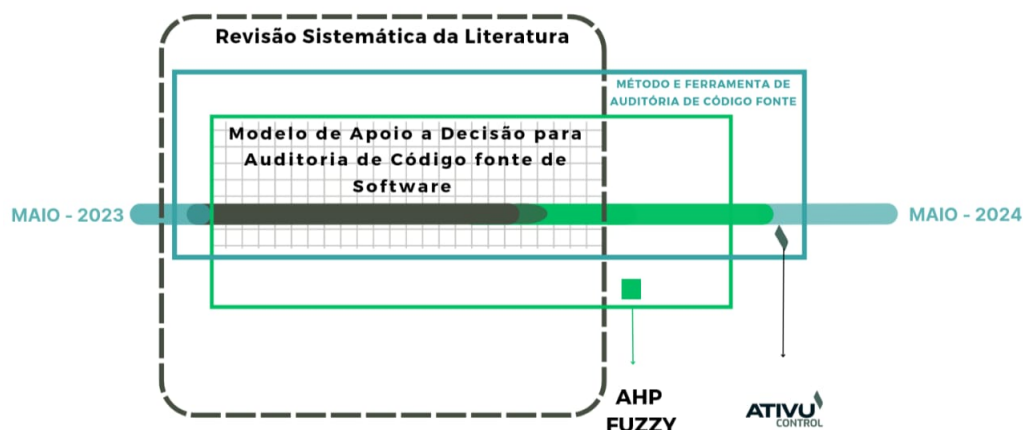 Revisão Sistemática da Literatura
MÉTODO E FERRAMENTA DE
AUDITÓRIA DE CÓDIGO FONTE
Modelo de Apoio a Decisão para
Auditoria de Código fonte de
Software
MAIO - 2023
MAIO - 2024
AHP
FUZZY
ATIVU
CONTROL